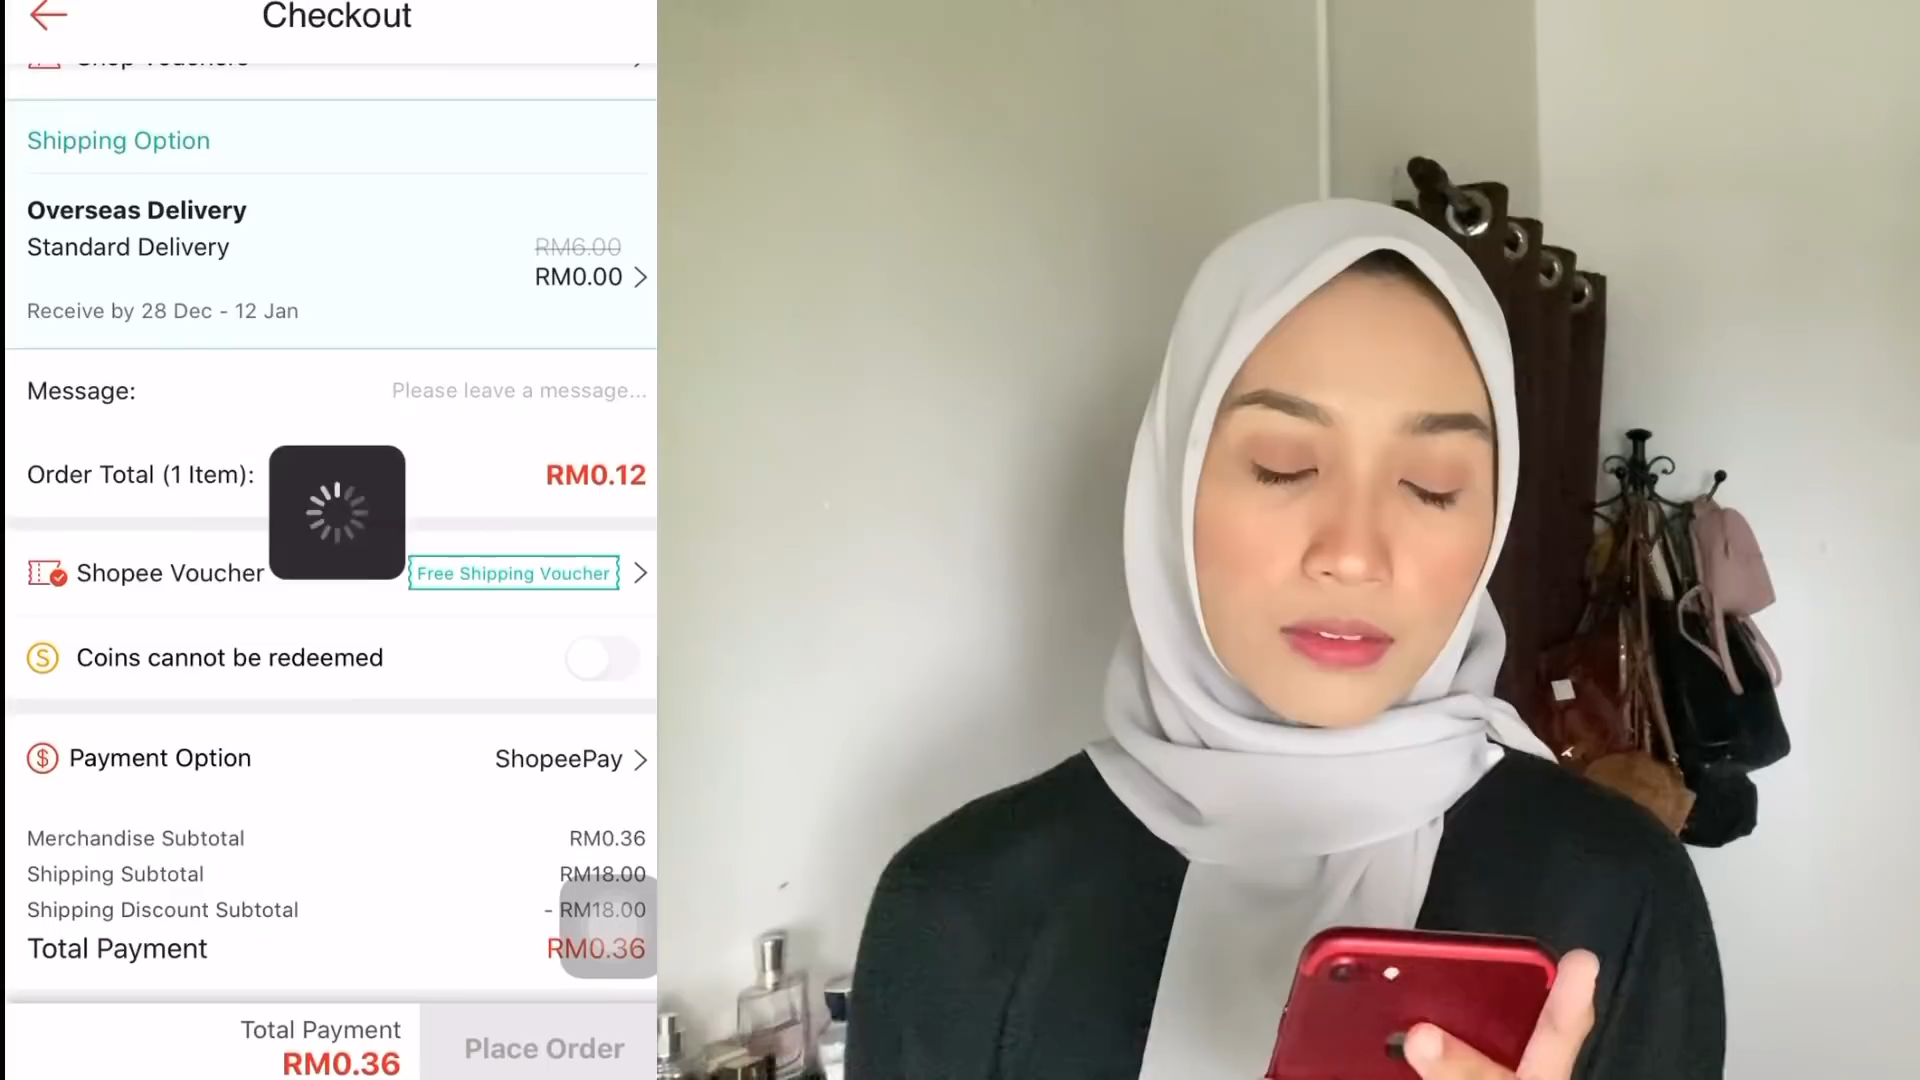 Checkout
Shop Vouchers
Shipping Option
Overseas Delivery
Standard Delivery
RM6.00
RM0.00
Receive by 28 Dec - 12 Jan
Message:
Please leave a message...
Order Total (1 Item):
RM0.12
Shopee Voucher
Free Shipping Voucher
S
Coins cannot be redeemed
$
Payment Option
ShopeePay
Merchandise Subtotal
RM0.36
Shipping Subtotal
RM18.00
Shipping Discount Subtotal
- RM18.00
Total Payment
RM0.36
Total Payment
RM0.36
Place Order